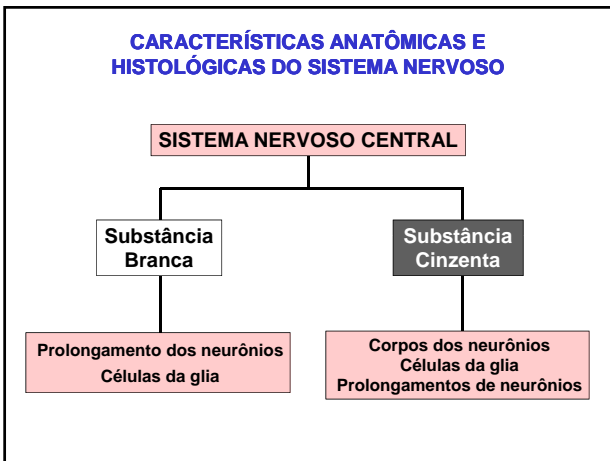 CARACTERÍSTICAS ANATÔMICAS E
HISTOLÓGICAS DO SISTEMA NERVOSO
SISTEMA NERVOSO CENTRAL
Substância
Branca
Substância
Cinzenta
Prolongamento dos neurônios
Células da glia
Corpos dos neurônios
Células da glia
Prolongamentos de neurônios